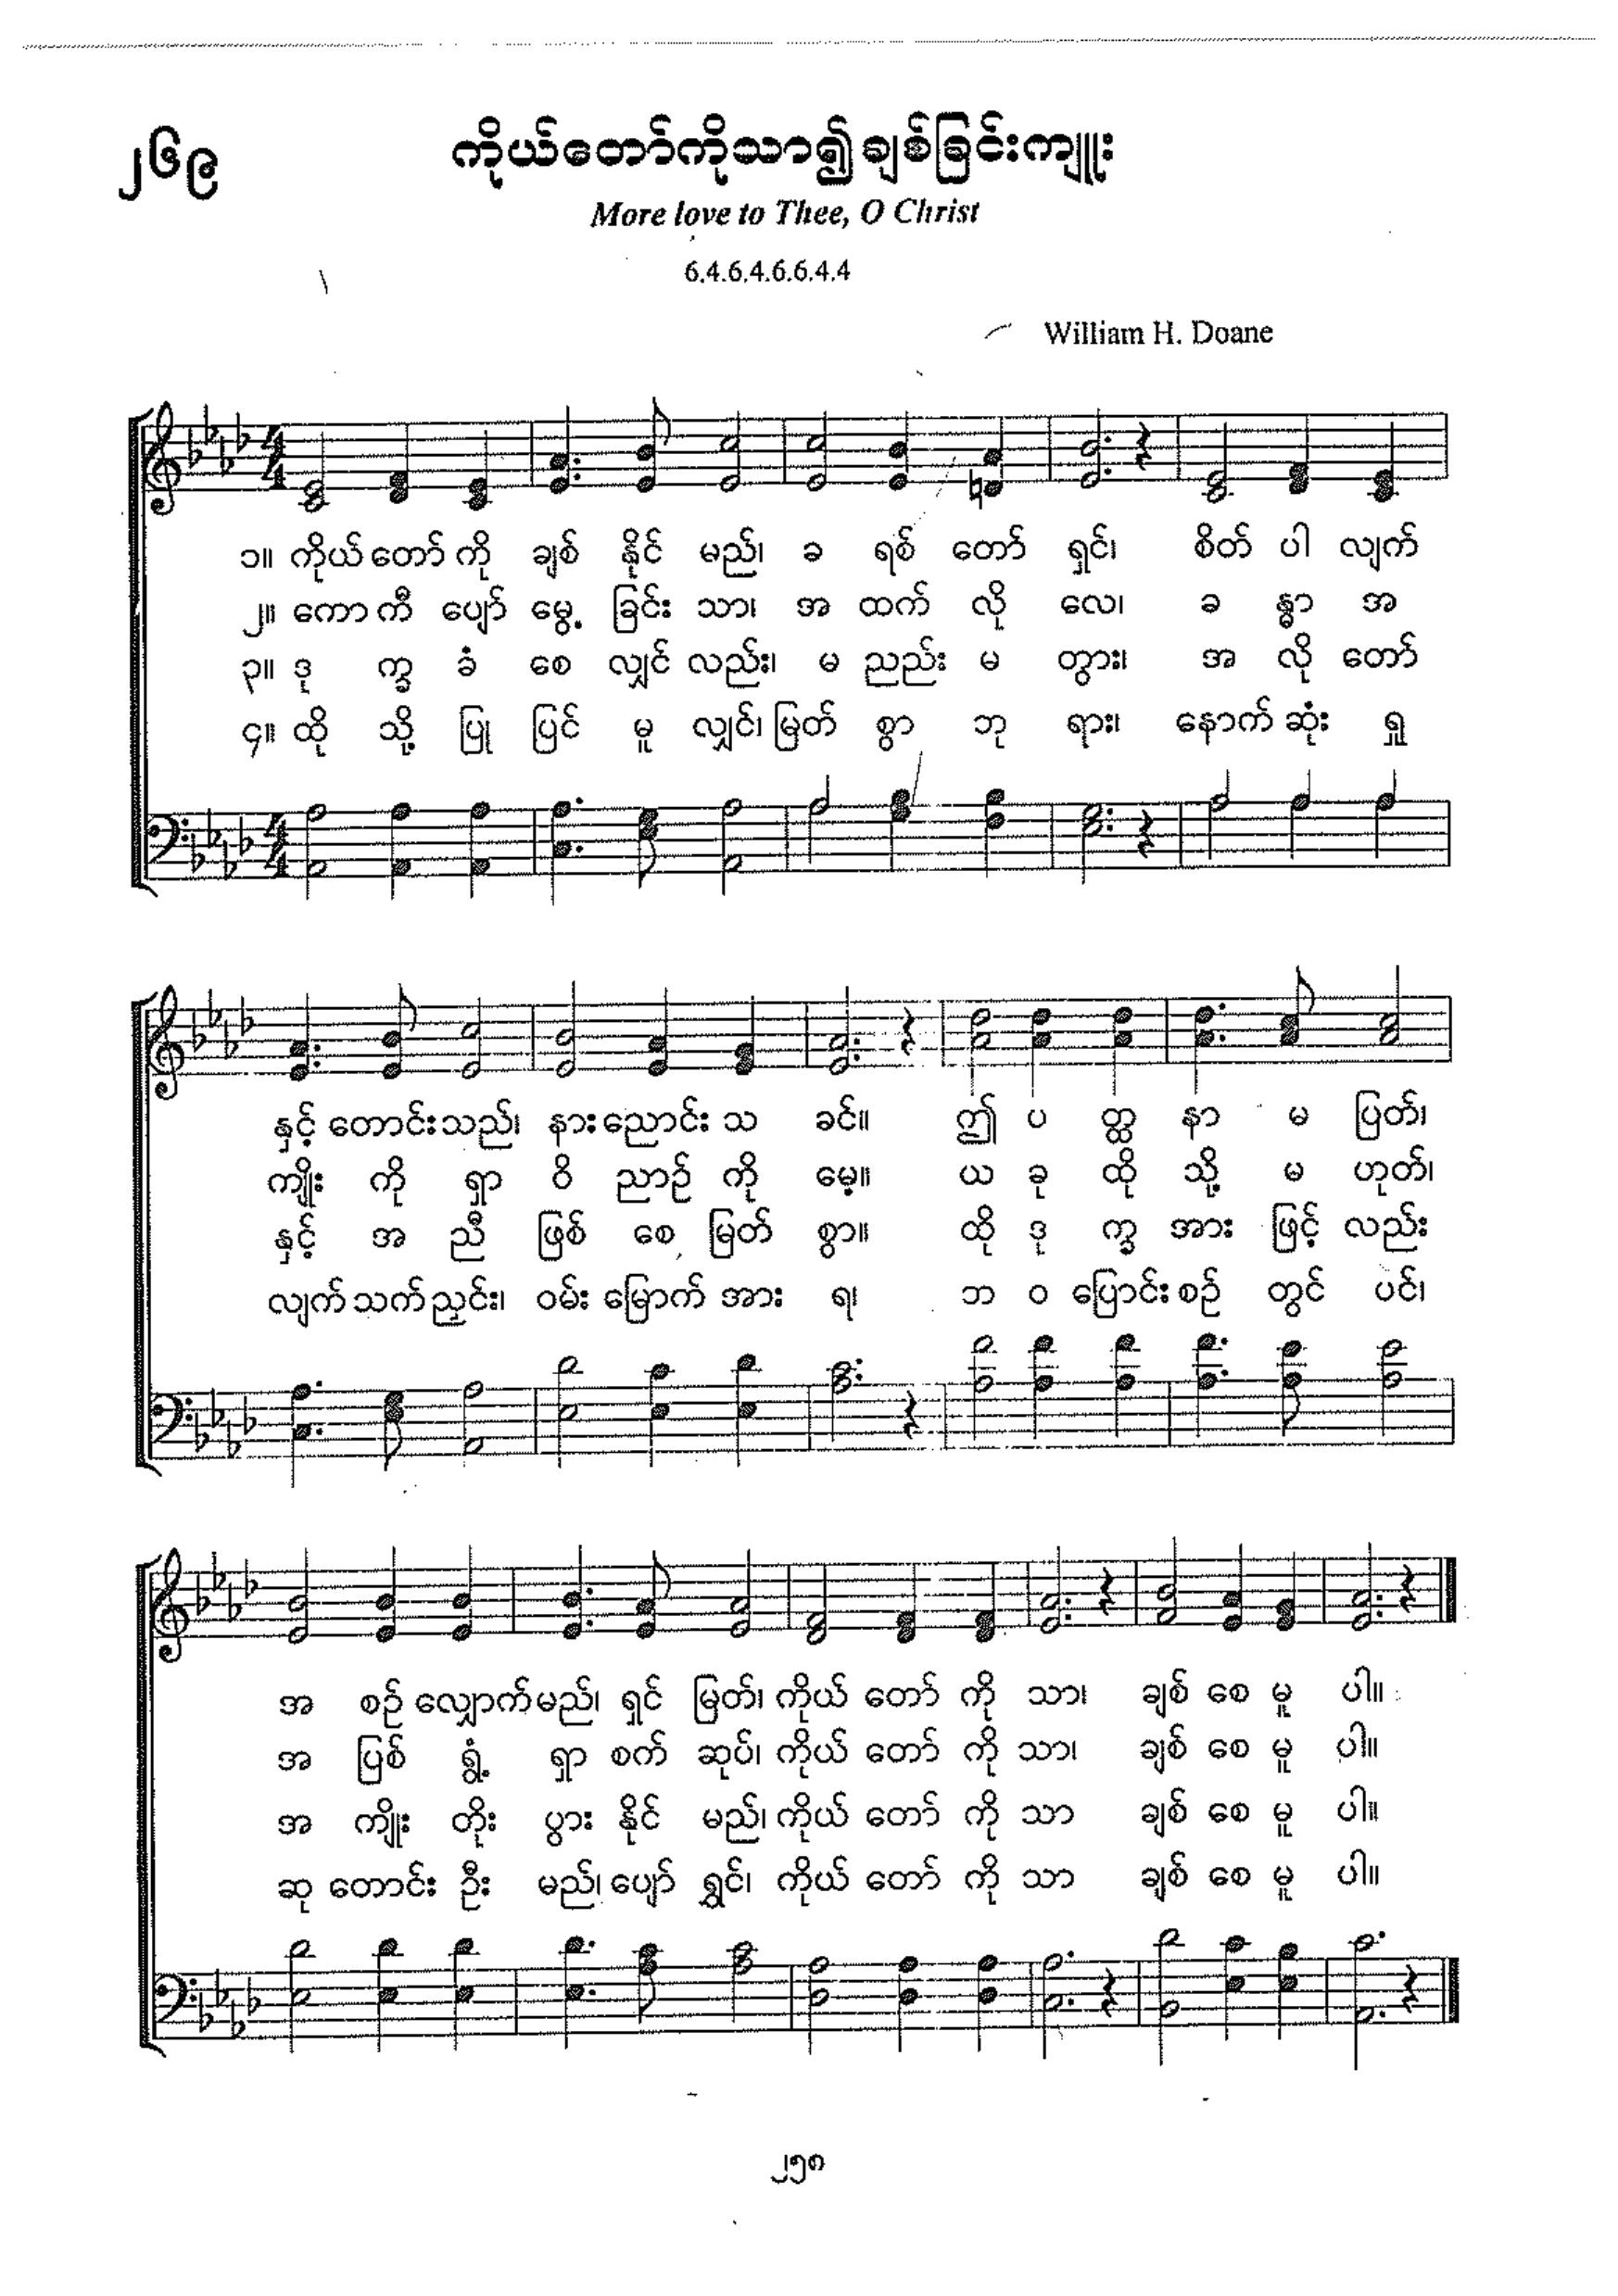 ၂၆၉
ကိုယ်တော်ကိုသာ၍ချစ်ခြင်းကျူး
More love to Thee, O Christ
6.4.6.4.6.6.4.4
William H. Doane
၁။ ကိုယ် တော် ကို ချစ် နိုင် မည်၊ ခ ရစ် တော် ရှင်၊ စိတ် ပါ လျက်
၂။ ကော ကီ ပျော် မွေ့ ခြင်း သာ၊ အ ထက် လို လေ၊ ခ န္ဓာ အ
၃။ ဒု က္ခ ခံ စေ လျှင် လည်း၊ မ ညည်း မ တွား၊ အ လို တော်
၄။ ထို သို့ ပြု ပြင် မူ လျှင်၊ မြတ် စွာ ဘု ရား၊ နောက် ဆုံး ရှူ
နှင့် တောင်း သည်၊ နား ညောင်း သ ခင်။ ဤ ပ တ္ထ နာ မ ပြတ်၊
ကျိုး ကို ရှာ ဝိ ညာဉ် ကို မေ့။ ယ ခု ထို သို့ မ ဟုတ်၊
နှင့် အ ညီ ဖြစ် စေ မြတ် စွာ။ ထို ဒု က္ခ အား ဖြင့် လည်း
လျက် သက် ညှင်း၊ ဝမ်း မြောက် အား ရ၊ ဘ ဝ ပြောင်း စဉ် တွင် ပင်၊
အ စဉ် လျှောက် မည်၊ ရှင် မြတ်၊ ကိုယ် တော် ကို သာ၊ ချစ် စေ မူ ပါ။
အ ပြစ် ရွံ့ ရှာ စက် ဆုပ်၊ ကိုယ် တော် ကို သာ၊ ချစ် စေ မူ ပါ။
အ ကျိုး တိုး ပွား နိုင် မည်၊ ကိုယ် တော် ကို သာ ချစ် စေ မူ ပါ။
ဆု တောင်း ဦး မည်၊ ပျော် ရွှင်၊ ကိုယ် တော် ကို သာ ချစ် စေ မူ ပါ။
၂၅၈